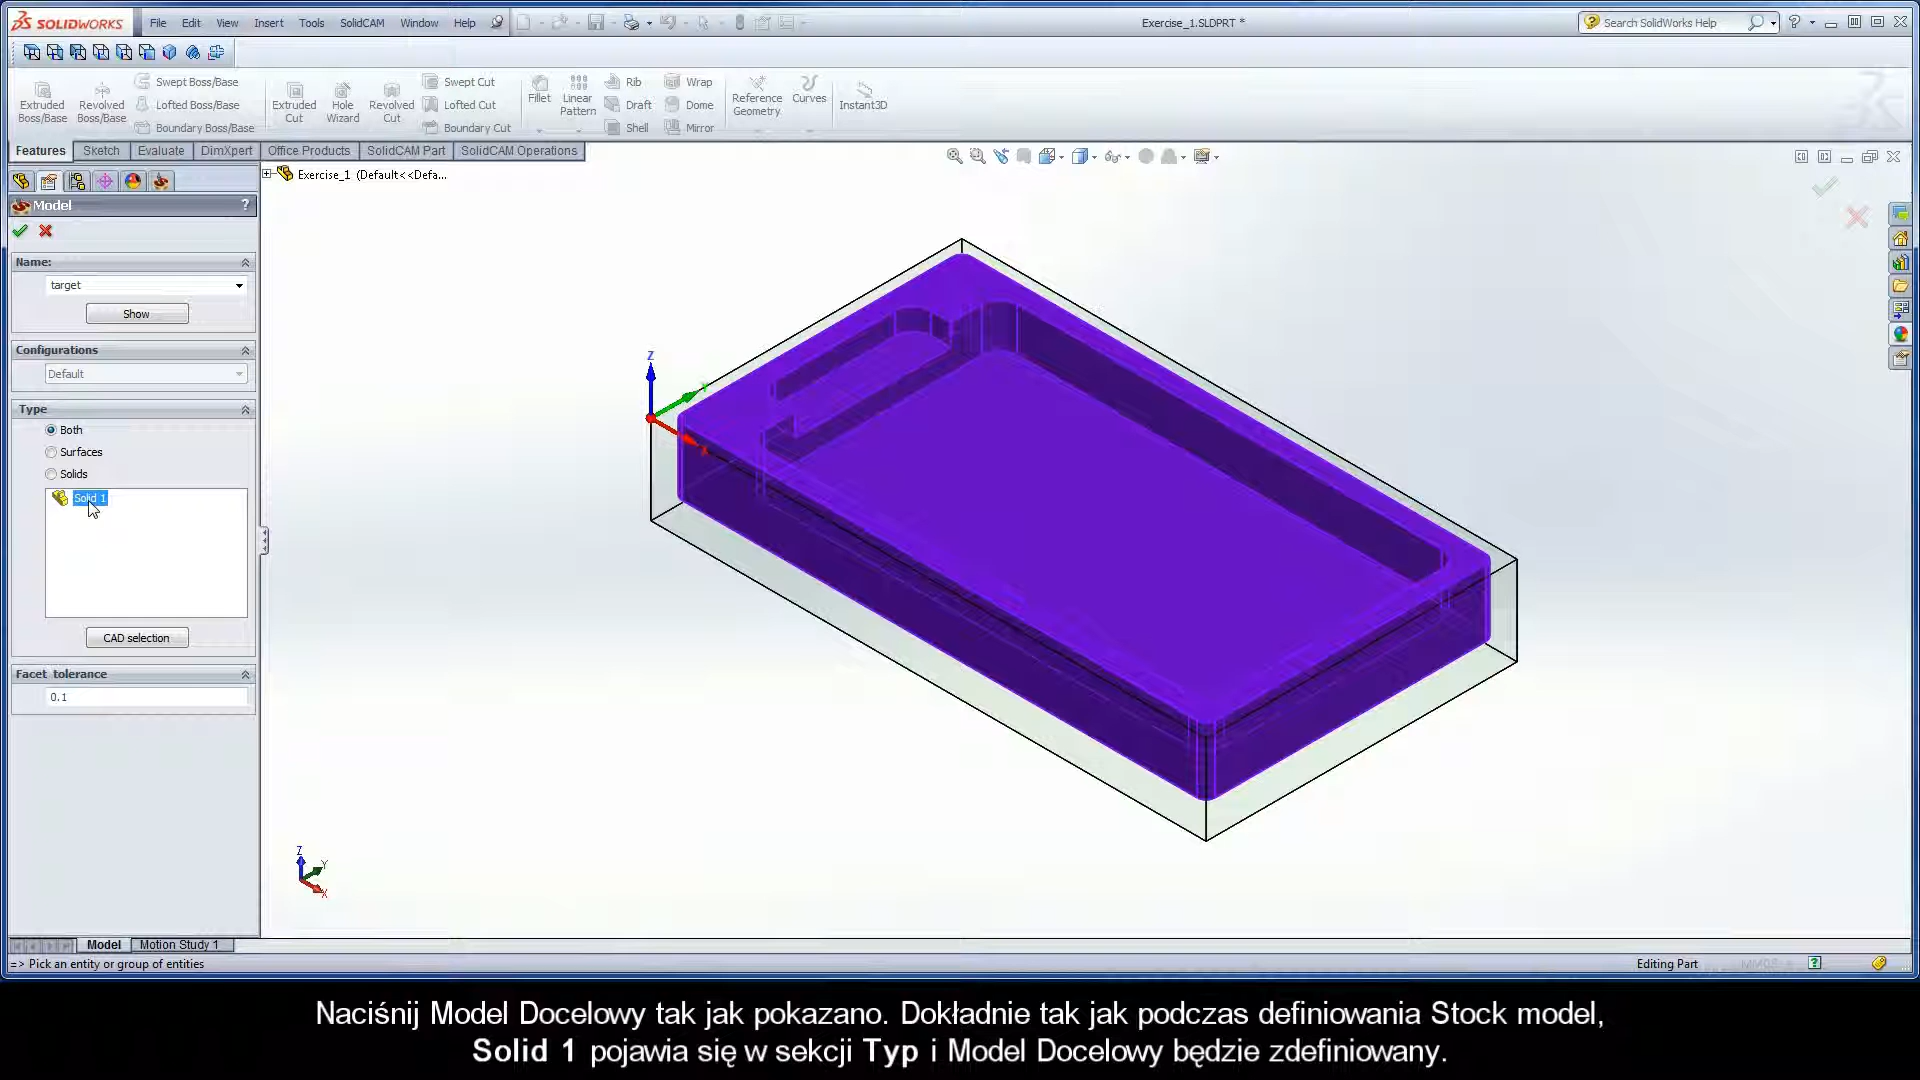 SOLIDWORKS File Edit View Insert Tools SolidCAM Window Help
Exercise_1.SLDPRT *
Search SolidWorks Help
Extruded Boss/Base
Revolved Boss/Base
Swept Boss/Base
Lofted Boss/Base
Boundary Boss/Base
Extruded Cut
Hole Wizard
Revolved Cut
Swept Cut
Lofted Cut
Boundary Cut
Fillet
Linear Pattern
Rib
Draft
Shell
Wrap
Dome
Mirror
Reference Geometry
Curves
Instant3D
Features Sketch Evaluate DimXpert Office Products SolidCAM Part SolidCAM Operations
Exercise_1 (Default<<Defa...
Model ?
Name:
target
Show
Configurations
Default
Type
Both
Surfaces
Solids
Solid 1
CAD selection
Facet tolerance
0.1
Z
Y
X
Z
Y
X
Model Motion Study 1
=> Pick an entity or group of entities
Editing Part
Naciśnij Model Docelowy tak jak pokazano. Dokładnie tak jak podczas definiowania Stock model,
Solid 1 pojawia się w sekcji Typ i Model Docelowy będzie zdefiniowany.